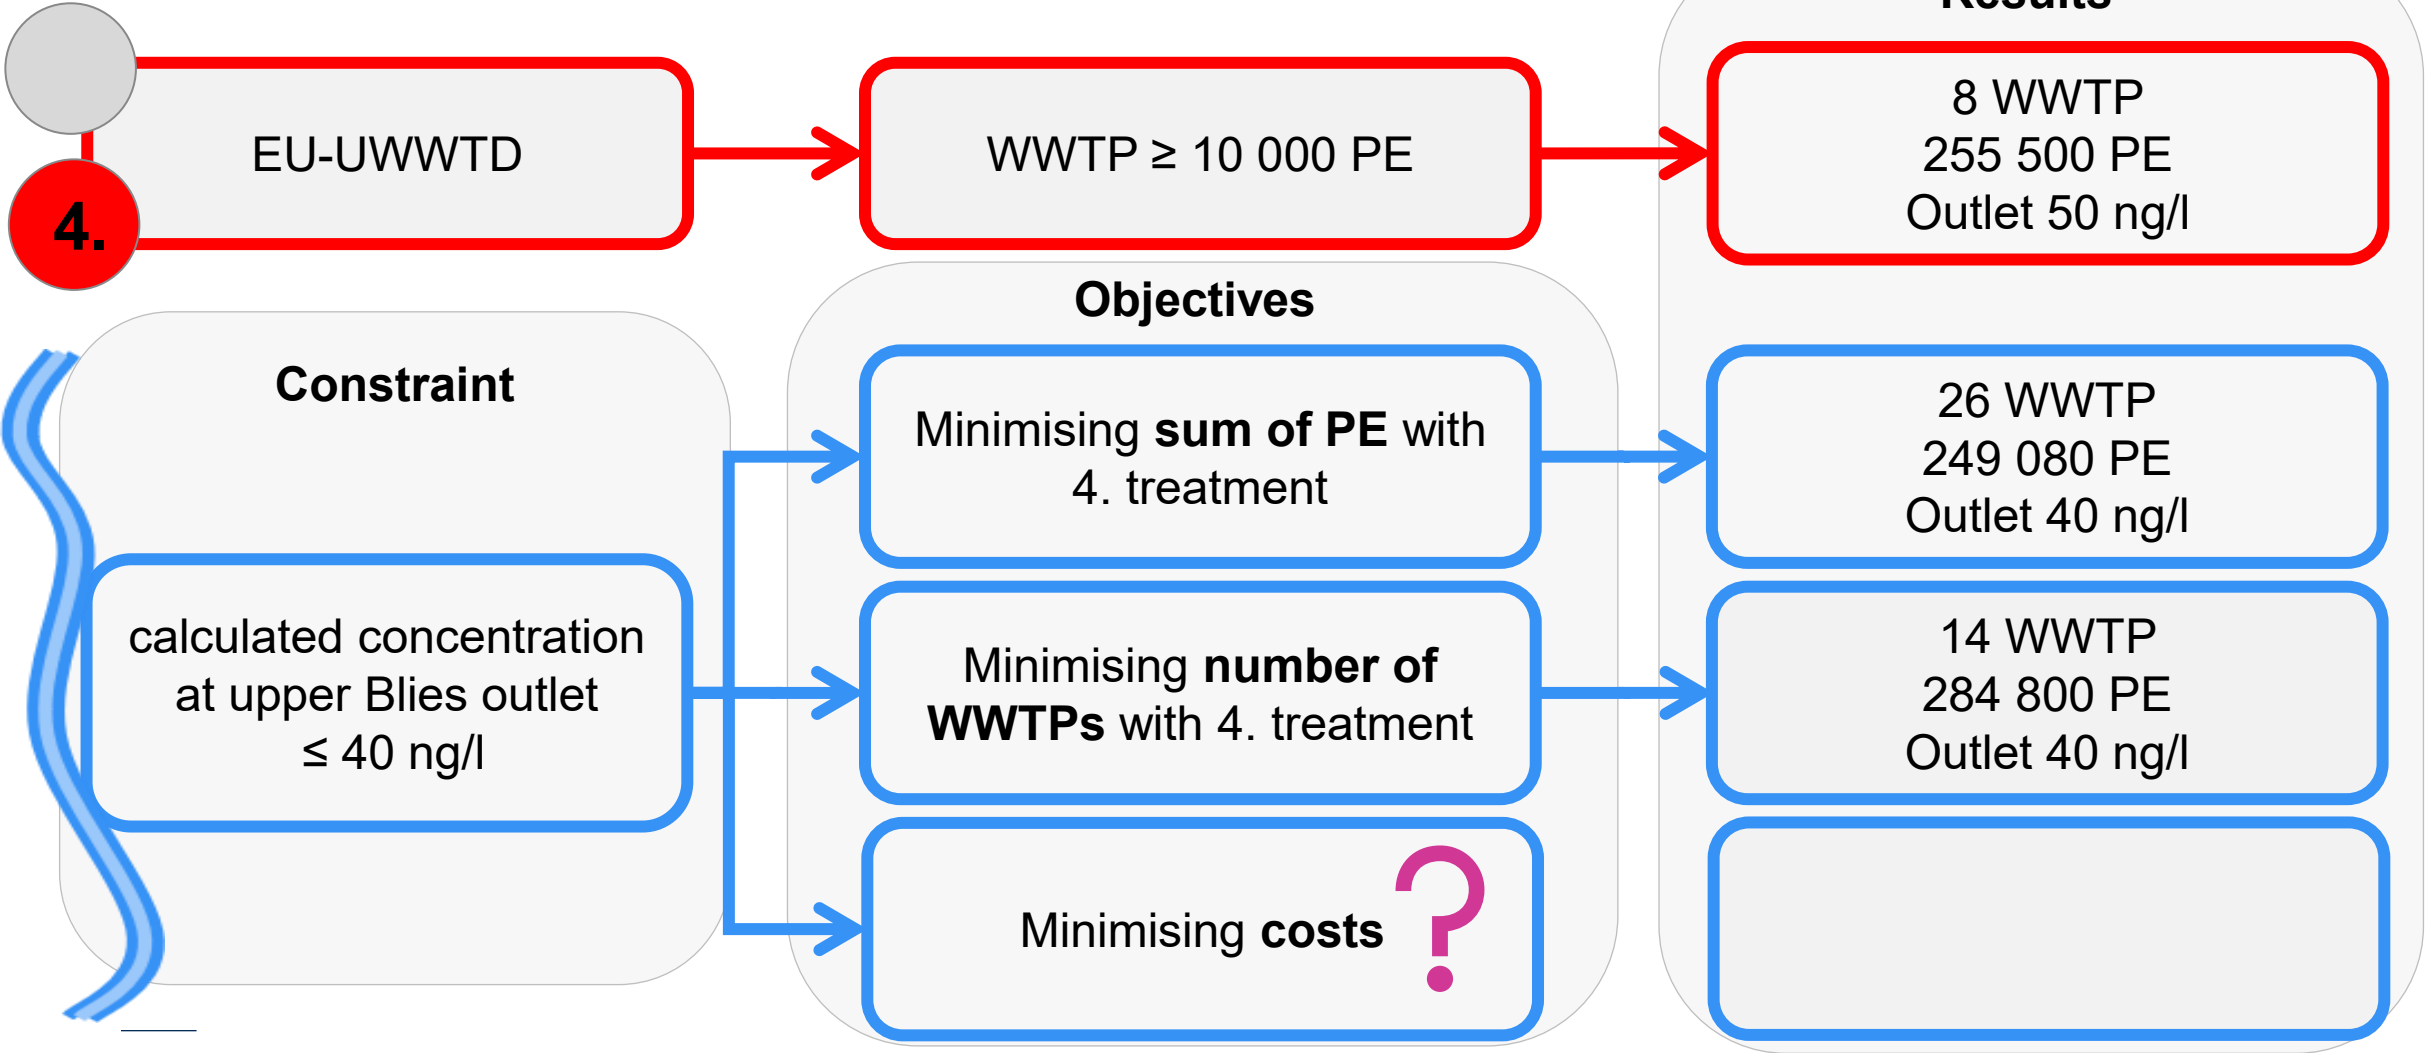 Results
EU-UWWTD
WWTP ≥ 10 000 PE
8 WWTP
255 500 PE
Outlet 50 ng/l
4.
Objectives
Constraint
Minimising sum of PE with
4. treatment
26 WWTP
249 080 PE
Outlet 40 ng/l
calculated concentration
at upper Blies outlet
≤ 40 ng/l
Minimising number of
WWTPs with 4. treatment
14 WWTP
284 800 PE
Outlet 40 ng/l
Minimising costs ?